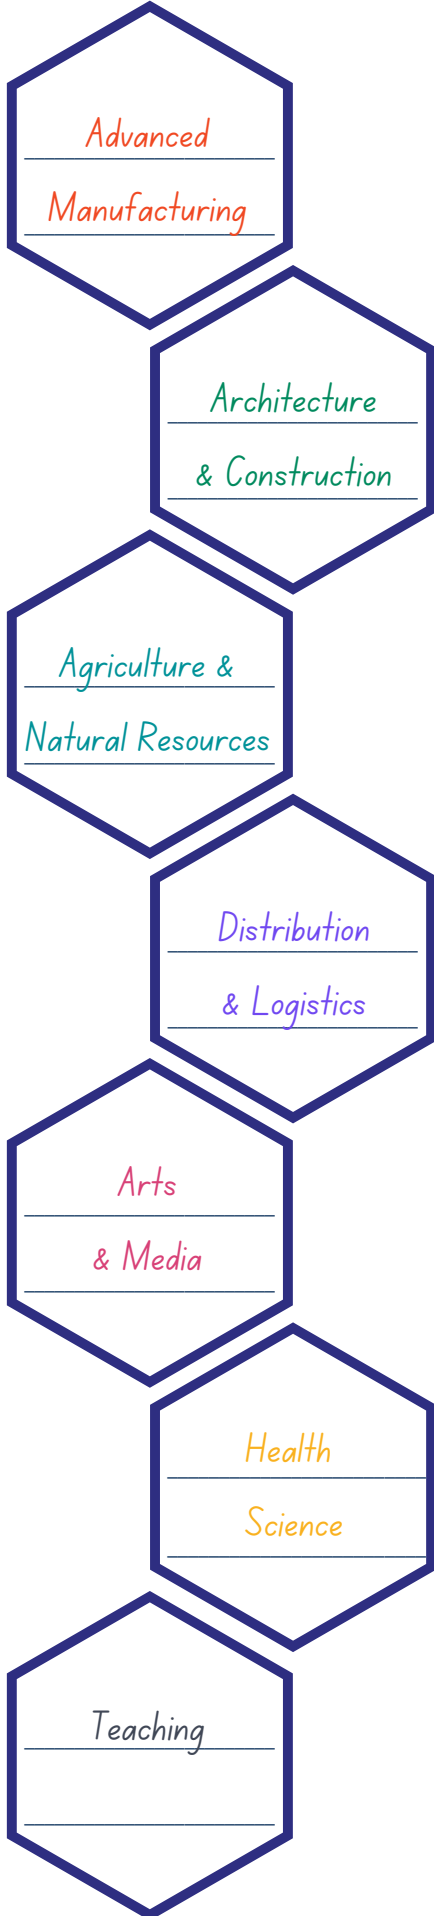 Advanced
Manufacturing
Architecture
& Construction
Agriculture &
Natural Resources
Distribution
& Logistics
Arts
& Media
Health
Science
Teaching